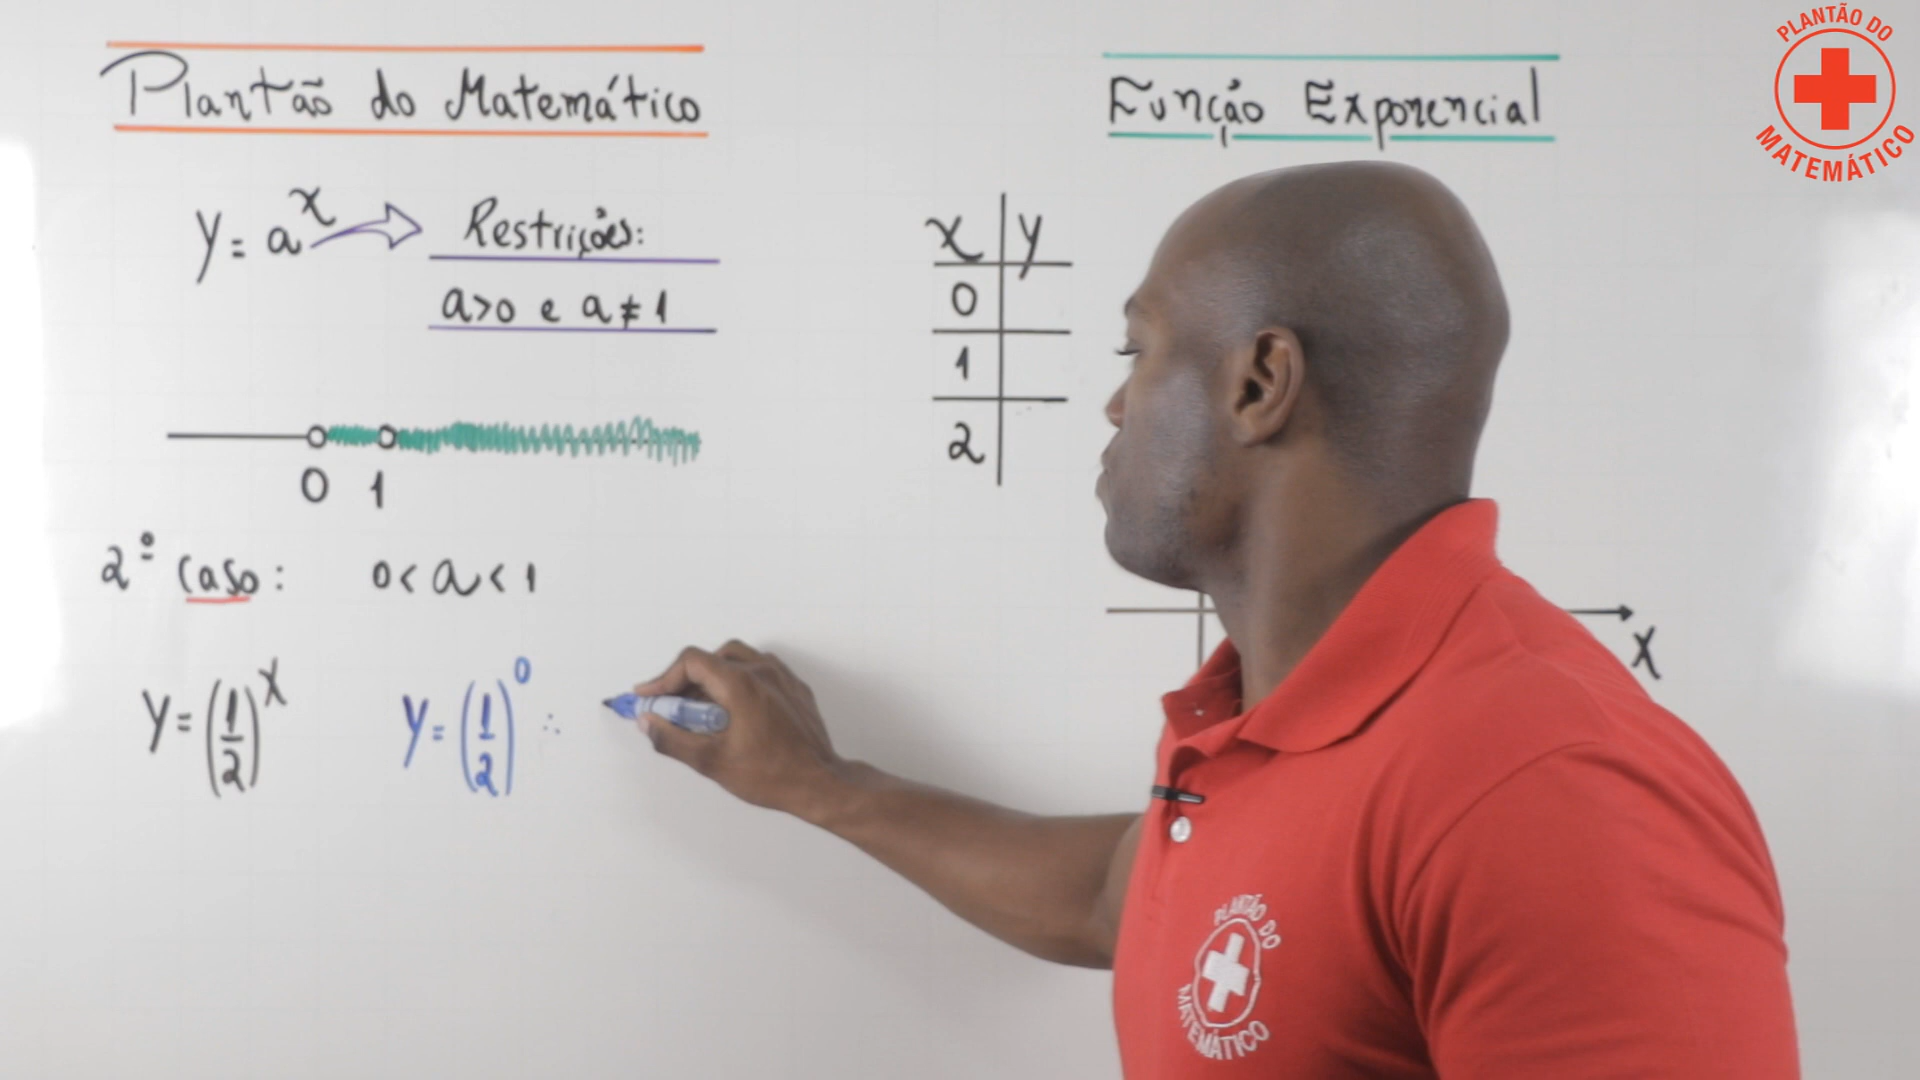 Plantão do Matemático
y = a^x
Restrições:
a>0 e a ≠ 1
0 1
2º caso: 0 < a < 1
y = (1/2)^x
y = (1/2)^0 ∴
Função Exponencial
x y
0
1
2
x
PLANTÃO DO
MATEMÁTICO
PLANTÃO DO
MATEMÁTICO